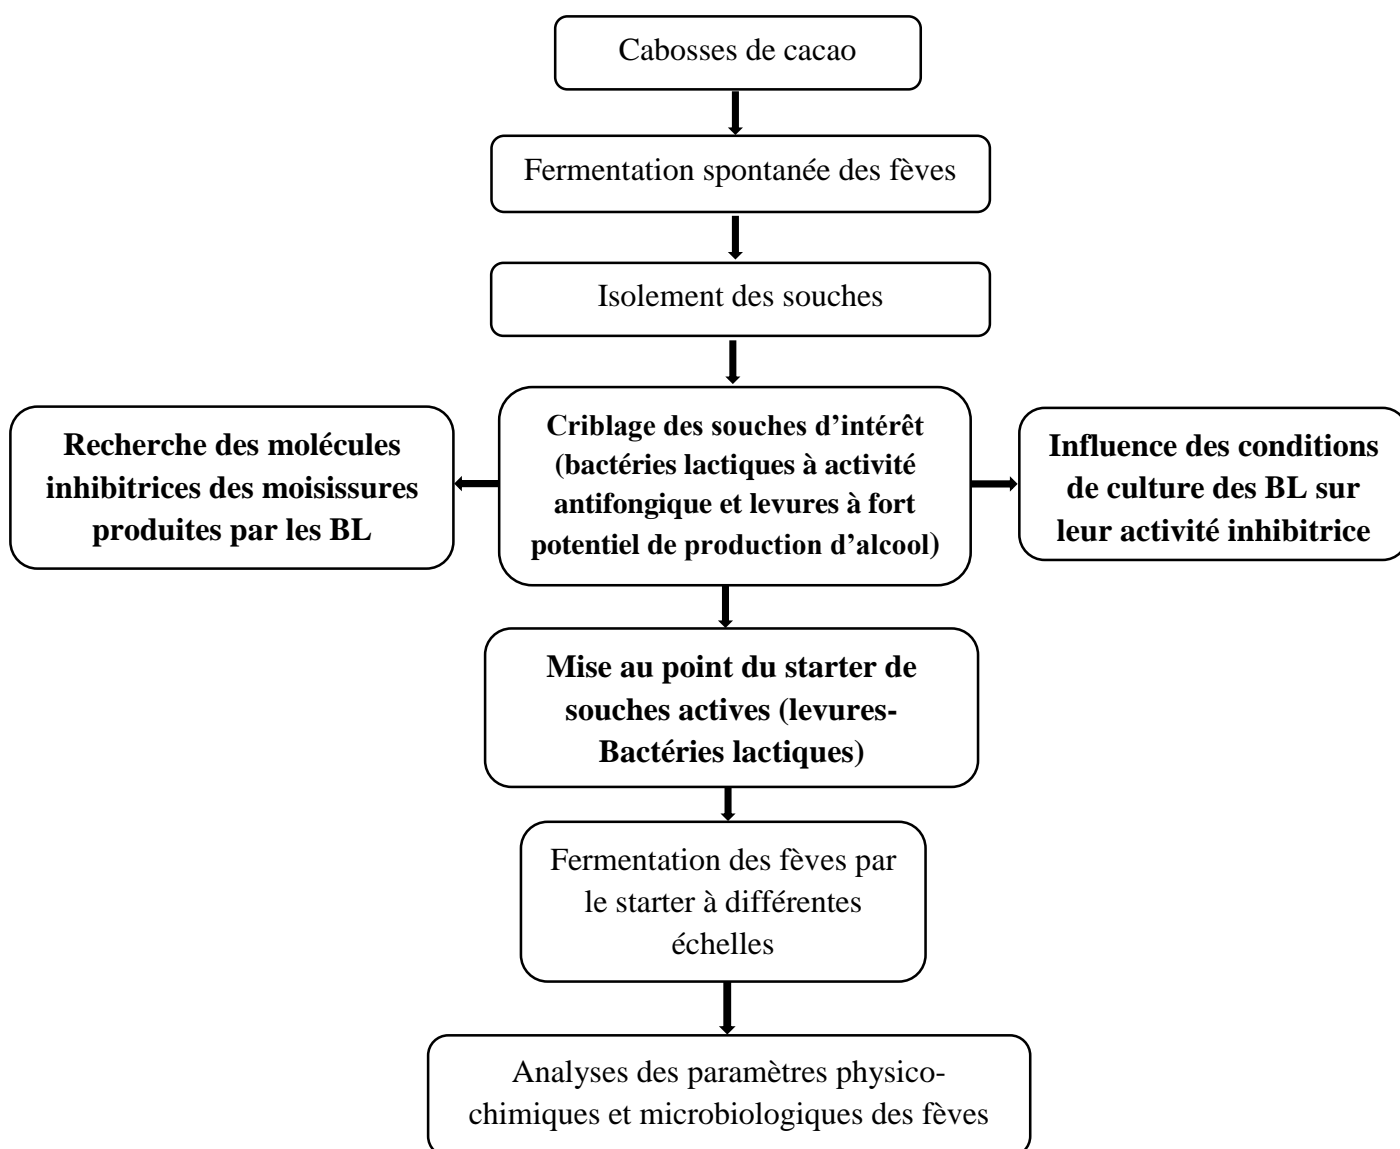 Cabosses de cacao
Fermentation spontanée des fèves
Isolement des souches
Recherche des molécules
inhibitrices des moisissures
produites par les BL
Criblage des souches d’intérêt
(bactéries lactiques à activité
antifongique et levures à fort
potentiel de production d’alcool)
Influence des conditions
de culture des BL sur
leur activité inhibitrice
Mise au point du starter de
souches actives (levures-
Bactéries lactiques)
Fermentation des fèves par
le starter à différentes
échelles
Analyses des paramètres physico-
chimiques et microbiologiques des fèves